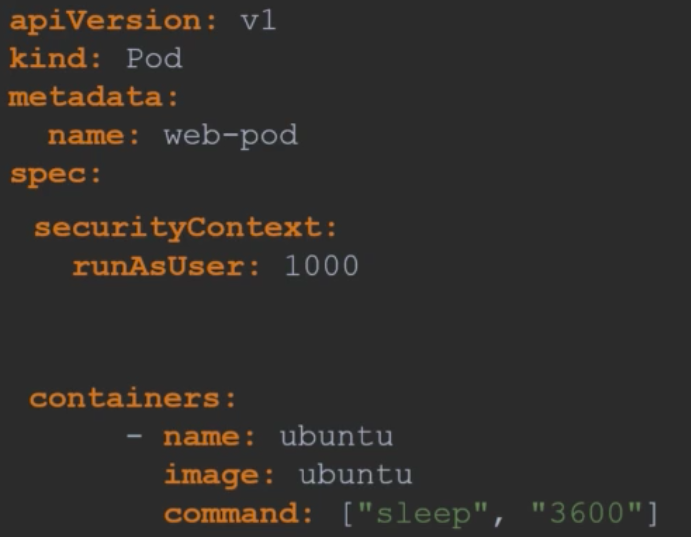 apiVersion: v1
kind: Pod
metadata:
  name: web-pod
spec:
  securityContext:
    runAsUser: 1000
  containers:
      - name: ubuntu
        image: ubuntu
        command: ["sleep", "3600"]